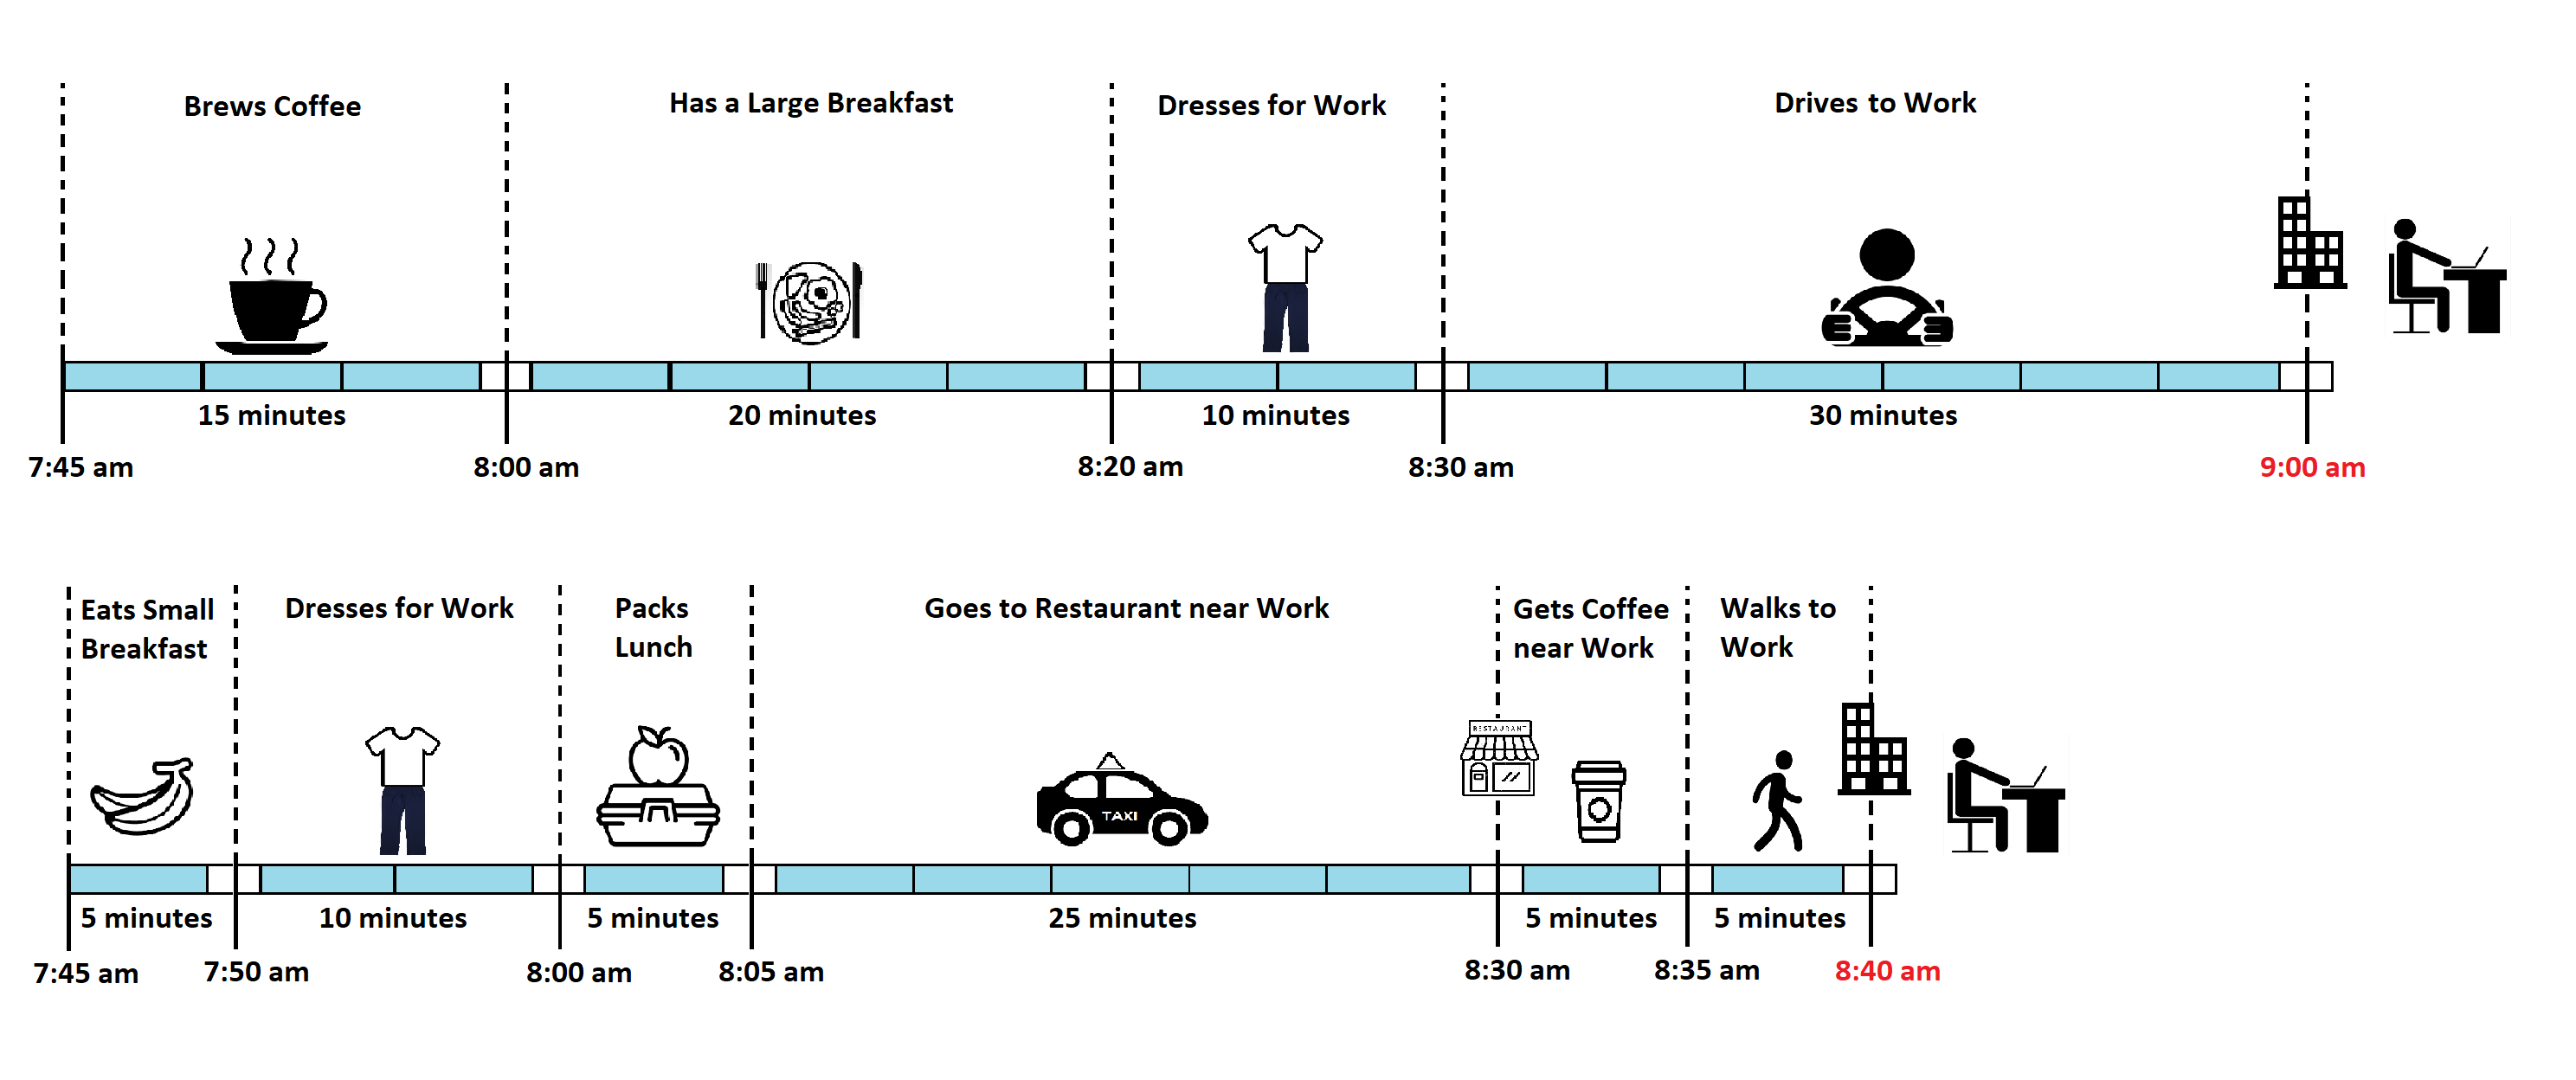 Brews Coffee
Has a Large Breakfast
Dresses for Work
Drives to Work
15 minutes
20 minutes
10 minutes
30 minutes
7:45 am
8:00 am
8:20 am
8:30 am
9:00 am
Eats Small
Breakfast
Dresses for Work
Packs
Lunch
Goes to Restaurant near Work
Gets Coffee
near Work
Walks to
Work
RESTAURANT
TAXI
5 minutes
10 minutes
5 minutes
25 minutes
5 minutes
5 minutes
7:45 am
7:50 am
8:00 am
8:05 am
8:30 am
8:35 am
8:40 am